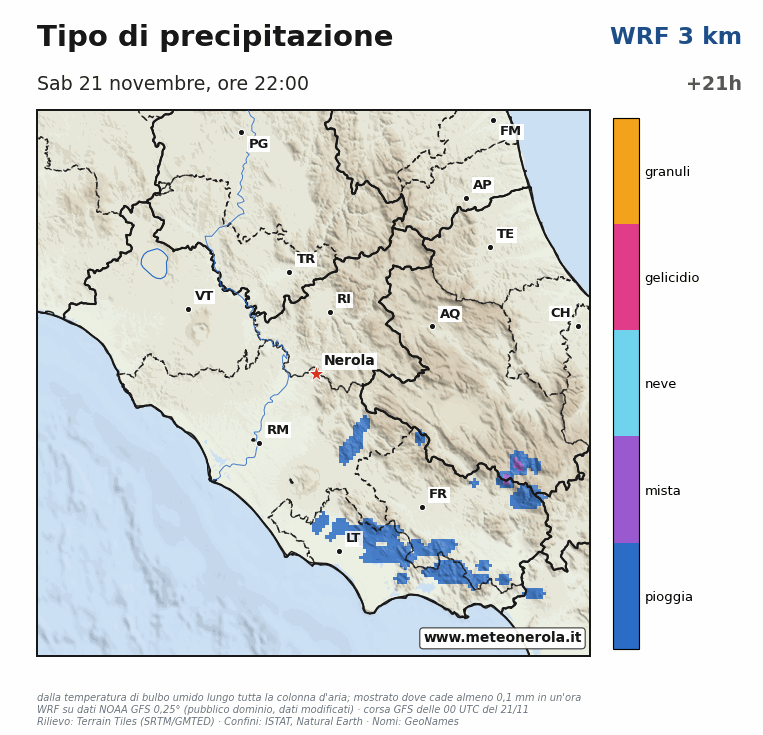 Tipo di precipitazione
WRF 3 km
Sab 21 novembre, ore 22:00
+21h
FM
PG
AP
TE
TR
VT
RI
AQ
CH
Nerola
RM
FR
LT
granuli
gelicidio
neve
mista
pioggia
www.meteonerola.it
dalla temperatura di bulbo umido lungo tutta la colonna d'aria; mostrato dove cade almeno 0,1 mm in un'ora
WRF su dati NOAA GFS 0,25° (pubblico dominio, dati modificati) · corsa GFS delle 00 UTC del 21/11
Rilievo: Terrain Tiles (SRTM/GMTED) · Confini: ISTAT, Natural Earth · Nomi: GeoNames